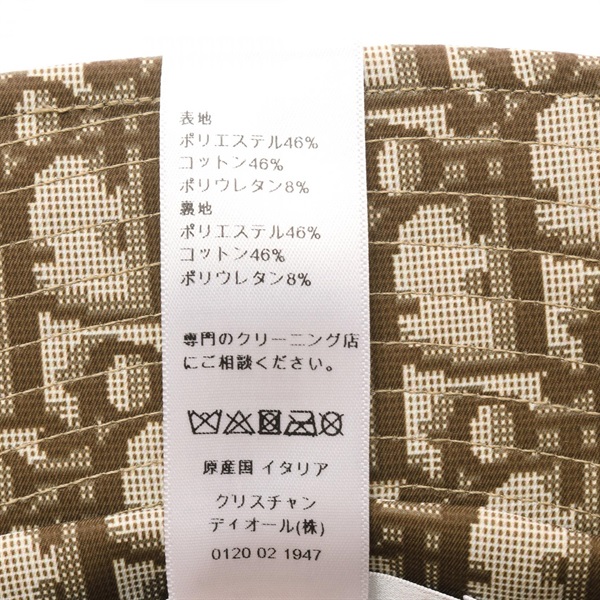 表地
ポリエステル46%
コットン46%
ポリウレタン8%
裏地
ポリエステル46%
コットン46%
ポリウレタン8%
専門のクリーニング店
にご相談ください。
原産国 イタリア
クリスチャン
ディオール(株)
0120 02 1947